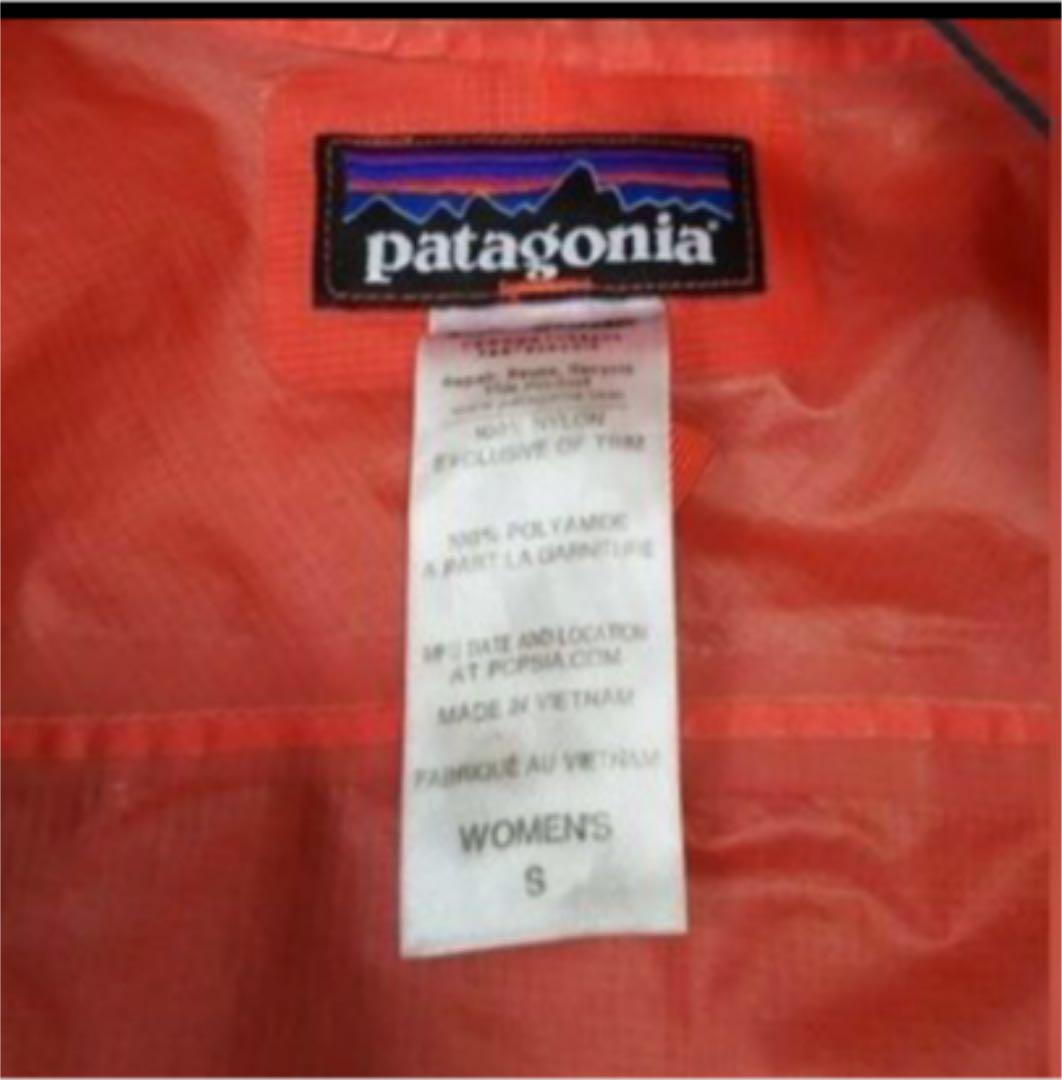 patagonia®
100% NYLON
EXCLUSIVE OF TRIM
100% POLYAMIDE
A PART LA GARNITURE
MFG DATE AND LOCATION
AT PCPSIA.COM
MADE IN VIETNAM
FABRIQUÉ AU VIETNAM
WOMEN'S
S